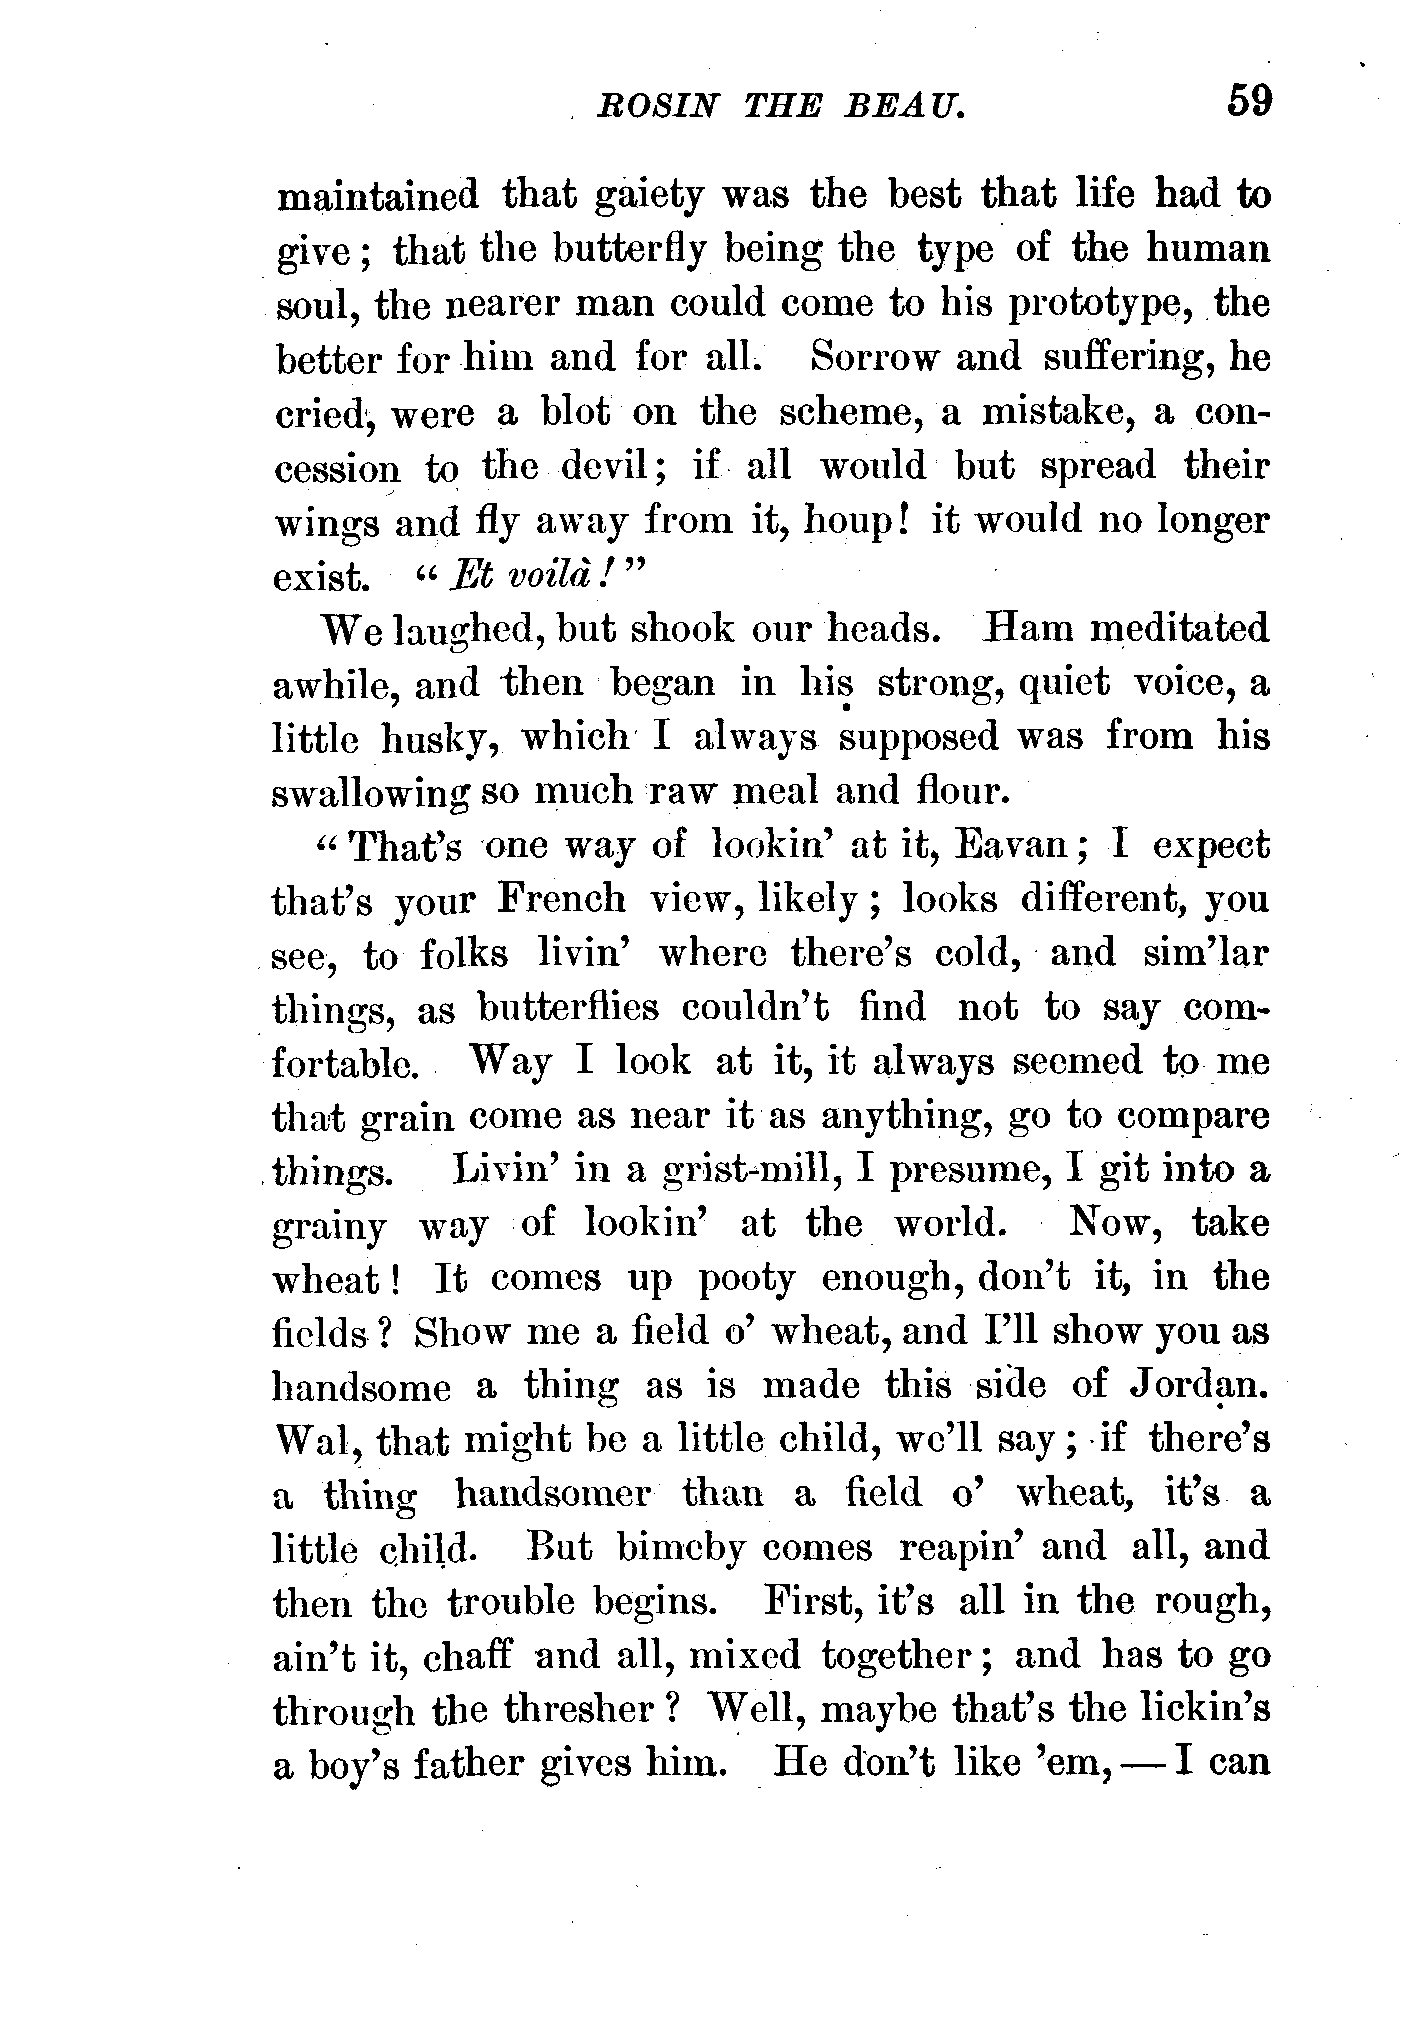 ROSIN THE BEAU. 59
maintained that gaiety was the best that life had to
give; that the butterfly being the type of the human
soul, the nearer man could come to his prototype, the
better for him and for all. Sorrow and suffering, he
cried, were a blot on the scheme, a mistake, a con-
cession to the devil; if all would but spread their
wings and fly away from it, houp! it would no longer
exist. "Et voilà!"
We laughed, but shook our heads. Ham meditated
awhile, and then began in his strong, quiet voice, a
little husky, which I always supposed was from his
swallowing so much raw meal and flour.
"That's one way of lookin' at it, Eavan; I expect
that's your French view, likely; looks different, you
see, to folks livin' where there's cold, and sim'lar
things, as butterflies couldn't find not to say com-
fortable. Way I look at it, it always seemed to me
that grain come as near it as anything, go to compare
things. Livin' in a grist-mill, I presume, I git into a
grainy way of lookin' at the world. Now, take
wheat! It comes up pooty enough, don't it, in the
fields? Show me a field o' wheat, and I'll show you as
handsome a thing as is made this side of Jordan.
Wal, that might be a little child, we'll say; if there's
a thing handsomer than a field o' wheat, it's a
little child. But bimeby comes reapin' and all, and
then the trouble begins. First, it's all in the rough,
ain't it, chaff and all, mixed together; and has to go
through the thresher? Well, maybe that's the lickin's
a boy's father gives him. He don't like 'em,—I can